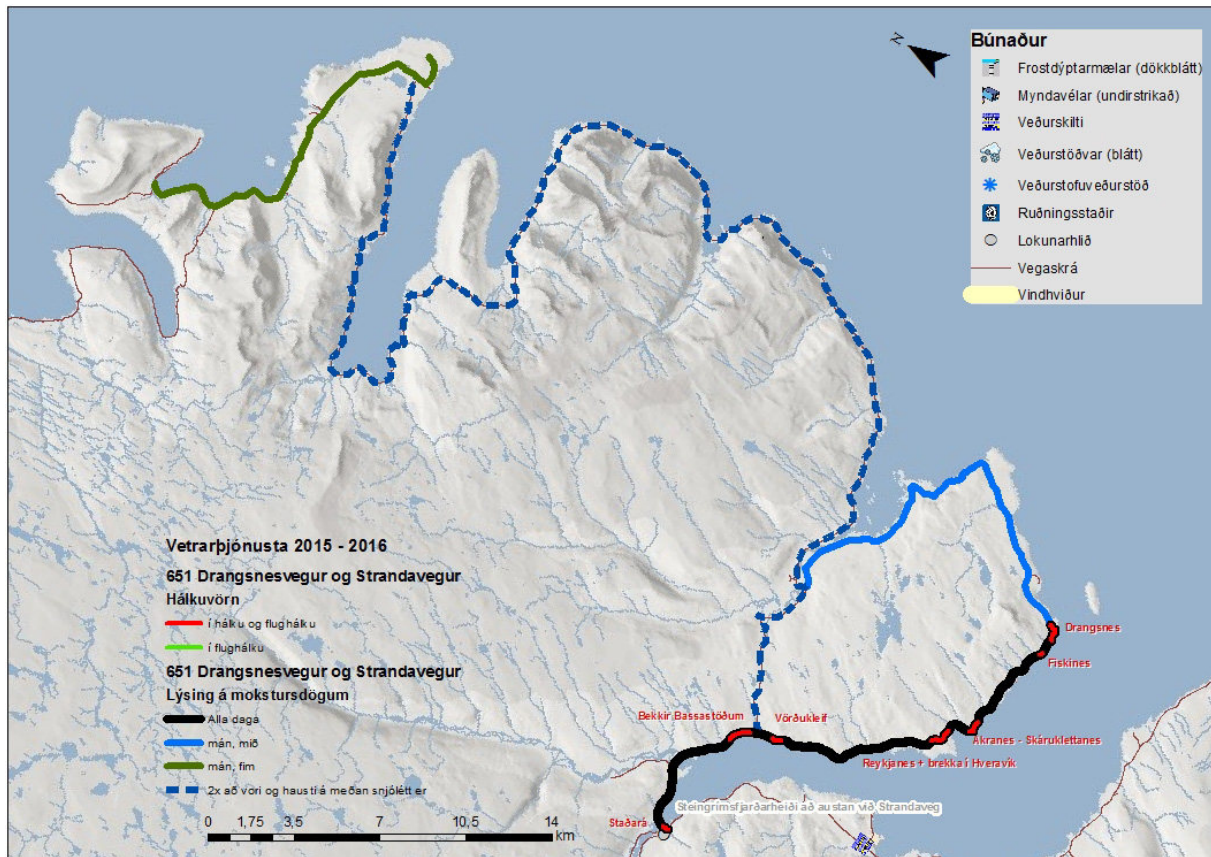 N
Búnaður
Frostdýptarmælar (dökkblátt)
Myndavélar (undirstrikað)
Veðurskilti
Veðurstöðvar (blátt)
Veðurstofuveðurstöð
Ruðningsstaðir
Lokunarhlið
Vegaskrá
Vindhviður
Vetrarþjónusta 2015 - 2016
651 Drangsnesvegur og Strandavegur
Hálkuvörn
í hálku og flughálku
í flughálku
651 Drangsnesvegur og Strandavegur
Lýsing á mokstursdögum
Alla daga
mán, mið
mán, fim
2x að vori og hausti á meðan snjólétt er
0 1,75 3,5 7 10,5 14
km
Drangsnes
Fiskines
Bekkir Bassastöðum
Vörðukleif
Akranes - Skáruklettanes
Reykjanes + brekka í Hveravík
Steingrímsfjarðarheiði að austan við Strandaveg
Staðará